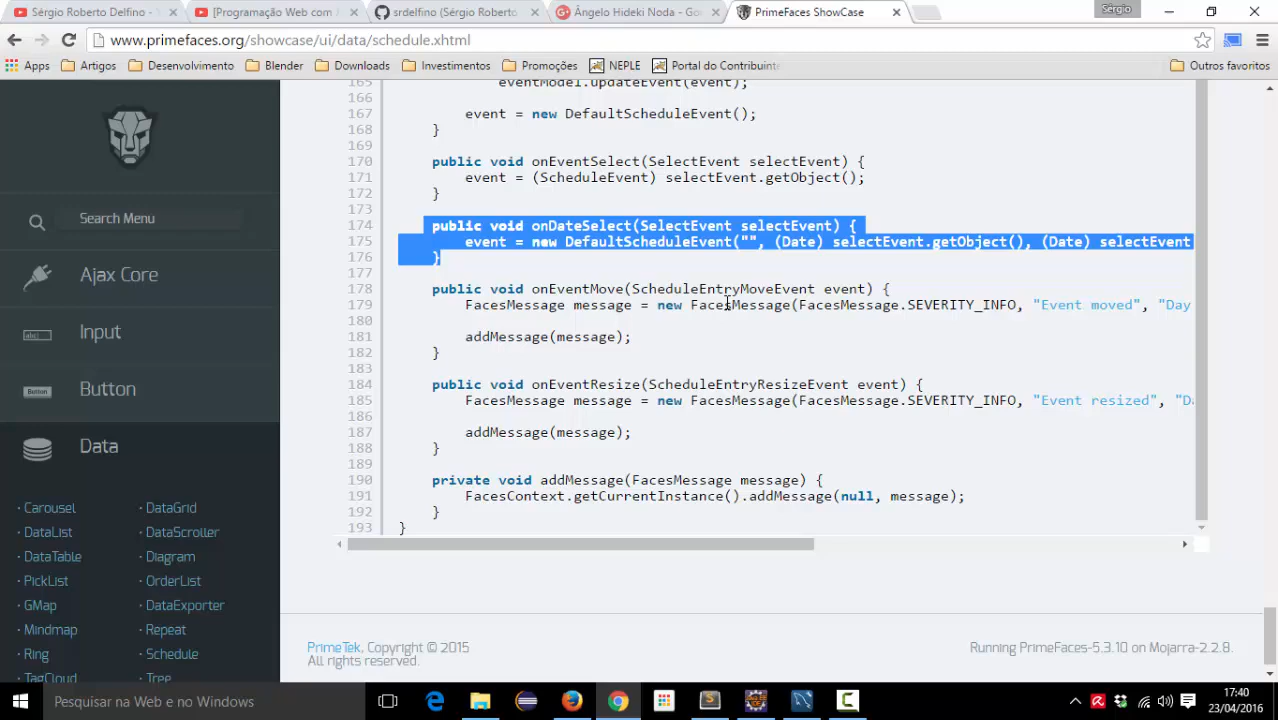 Sérgio Roberto Delfino -
[Programação Web com
srdelfino (Sérgio Roberto
Ângelo Hideki Noda - Go
PrimeFaces ShowCase
Sérgio
www.primefaces.org/showcase/ui/data/schedule.xhtml
Apps Artigos Desenvolvimento Blender Downloads Investimentos Promoções NEPLE Portal do Contribuinte Outros favoritos
165 eventModel.updateEvent(event);
166
167 event = new DefaultScheduleEvent();
168 }
169
170 public void onEventSelect(SelectEvent selectEvent) {
171 event = (ScheduleEvent) selectEvent.getObject();
172 }
173
174 public void onDateSelect(SelectEvent selectEvent) {
175 event = new DefaultScheduleEvent("", (Date) selectEvent.getObject(), (Date) selectEvent
176 }
177
178 public void onEventMove(ScheduleEntryMoveEvent event) {
179 FacesMessage message = new FacesMessage(FacesMessage.SEVERITY_INFO, "Event moved", "Day
180
181 addMessage(message);
182 }
183
184 public void onEventResize(ScheduleEntryResizeEvent event) {
185 FacesMessage message = new FacesMessage(FacesMessage.SEVERITY_INFO, "Event resized", "Da
186
187 addMessage(message);
188 }
189
190 private void addMessage(FacesMessage message) {
191 FacesContext.getCurrentInstance().addMessage(null, message);
192 }
193 }
Search Menu
Ajax Core
Input
Button
Button
Data
· Carousel · DataGrid
· DataList · DataScroller
· DataTable · Diagram
· PickList · OrderList
· GMap · DataExporter
· Mindmap · Repeat
· Ring · Schedule
· TagCloud · Tree
PrimeTek, Copyright © 2015
All rights reserved.
Running PrimeFaces-5.3.10 on Mojarra-2.2.8.
Pesquisar na Web e no Windows
17:40
23/04/2016